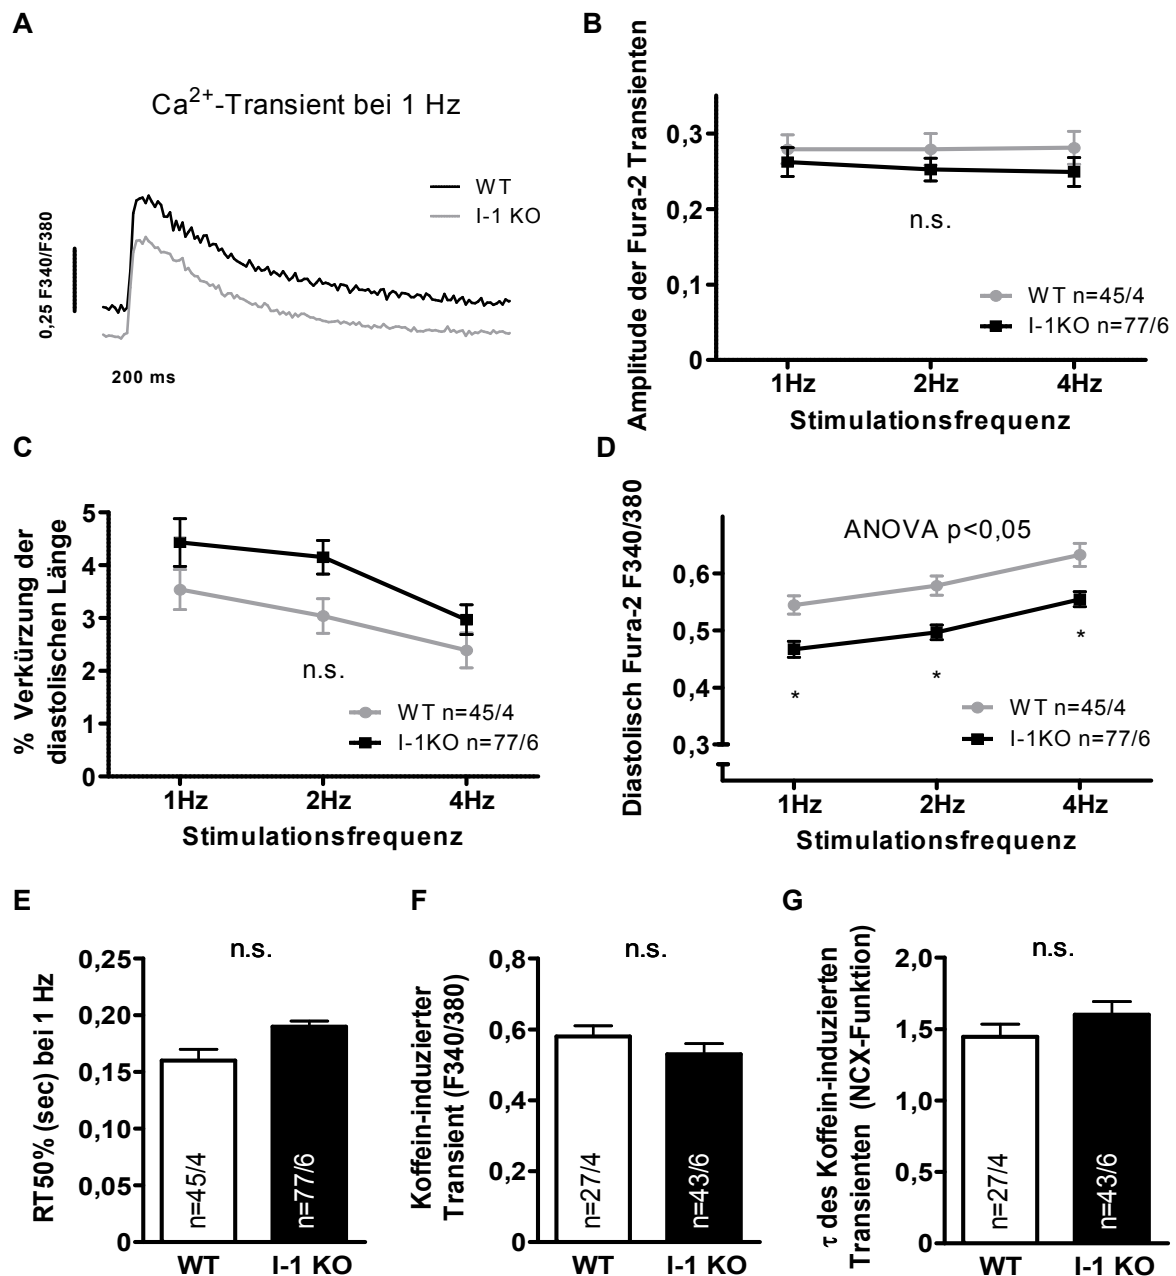 A
Ca2+-Transient bei 1 Hz
WT
I-1 KO
0,25 F340/F380
200 ms
B
Amplitude der Fura-2 Transienten
0,3
0,2
0,1
0
n.s.
WT n=45/4
I-1KO n=77/6
1Hz
2Hz
4Hz
Stimulationsfrequenz
C
% Verkürzung der
diastolischen Länge
5
4
3
2
1
0
n.s.
WT n=45/4
I-1KO n=77/6
1Hz
2Hz
4Hz
Stimulationsfrequenz
D
Diastolisch Fura-2 F340/380
ANOVA p<0,05
0,6
0,5
0,4
0,3
*
*
*
WT n=45/4
I-1KO n=77/6
1Hz
2Hz
4Hz
Stimulationsfrequenz
E
RT50% (sec) bei 1 Hz
n.s.
0,25
0,20
0,15
0,10
0,05
0
n=45/4
n=77/6
WT
I-1 KO
F
Koffein-induzierter
Transient (F340/380)
n.s.
0,8
0,6
0,4
0,2
0
n=27/4
n=43/6
WT
I-1 KO
G
τ des Koffein-induzierten
Transienten (NCX-Funktion)
n.s.
2,0
1,5
1,0
0,5
0
n=27/4
n=43/6
WT
I-1 KO